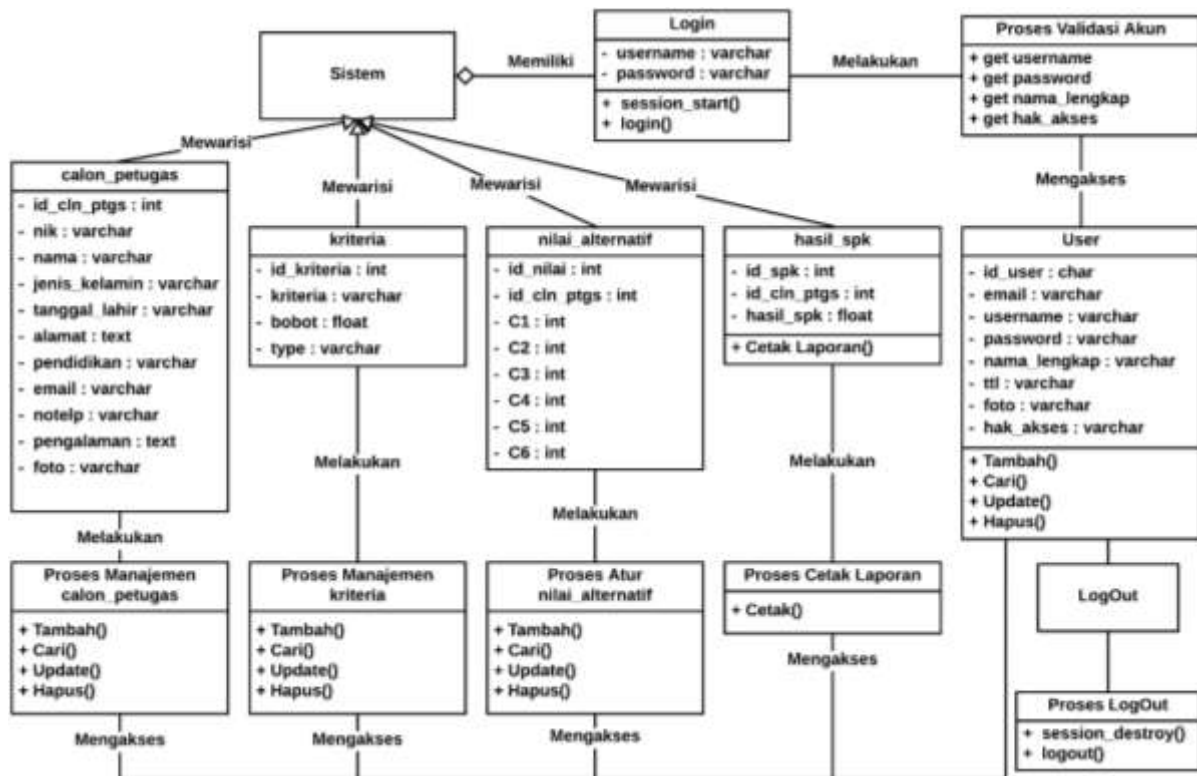 Sistem
Memiliki
Login
- username : varchar
- password : varchar
+ session_start()
+ login()
Melakukan
Proses Validasi Akun
+ get username
+ get password
+ get nama_lengkap
+ get hak_akses
Mengakses
Mewarisi
Mewarisi
Mewarisi
Mewarisi
calon_petugas
- id_cln_ptgs : int
- nik : varchar
- nama : varchar
- jenis_kelamin : varchar
- tanggal_lahir : varchar
- alamat : text
- pendidikan : varchar
- email : varchar
- notelp : varchar
- pengalaman : text
- foto : varchar
kriteria
- id_kriteria : int
- kriteria : varchar
- bobot : float
- type : varchar
nilai_alternatif
- id_nilai : int
- id_cln_ptgs : int
- C1 : int
- C2 : int
- C3 : int
- C4 : int
- C5 : int
- C6 : int
hasil_spk
- id_spk : int
- id_cln_ptgs : int
- hasil_spk : float
+ Cetak Laporan()
User
- id_user : char
- email : varchar
- username : varchar
- password : varchar
- nama_lengkap : varchar
- ttl : varchar
- foto : varchar
- hak_akses : varchar
+ Tambah()
+ Cari()
+ Update()
+ Hapus()
Melakukan
Melakukan
Melakukan
Melakukan
Proses Manajemen
calon_petugas
+ Tambah()
+ Cari()
+ Update()
+ Hapus()
Proses Manajemen
kriteria
+ Tambah()
+ Cari()
+ Update()
+ Hapus()
Proses Atur
nilai_alternatif
+ Tambah()
+ Cari()
+ Update()
+ Hapus()
Proses Cetak Laporan
+ Cetak()
LogOut
Proses LogOut
+ session_destroy()
+ logout()
Mengakses
Mengakses
Mengakses
Mengakses